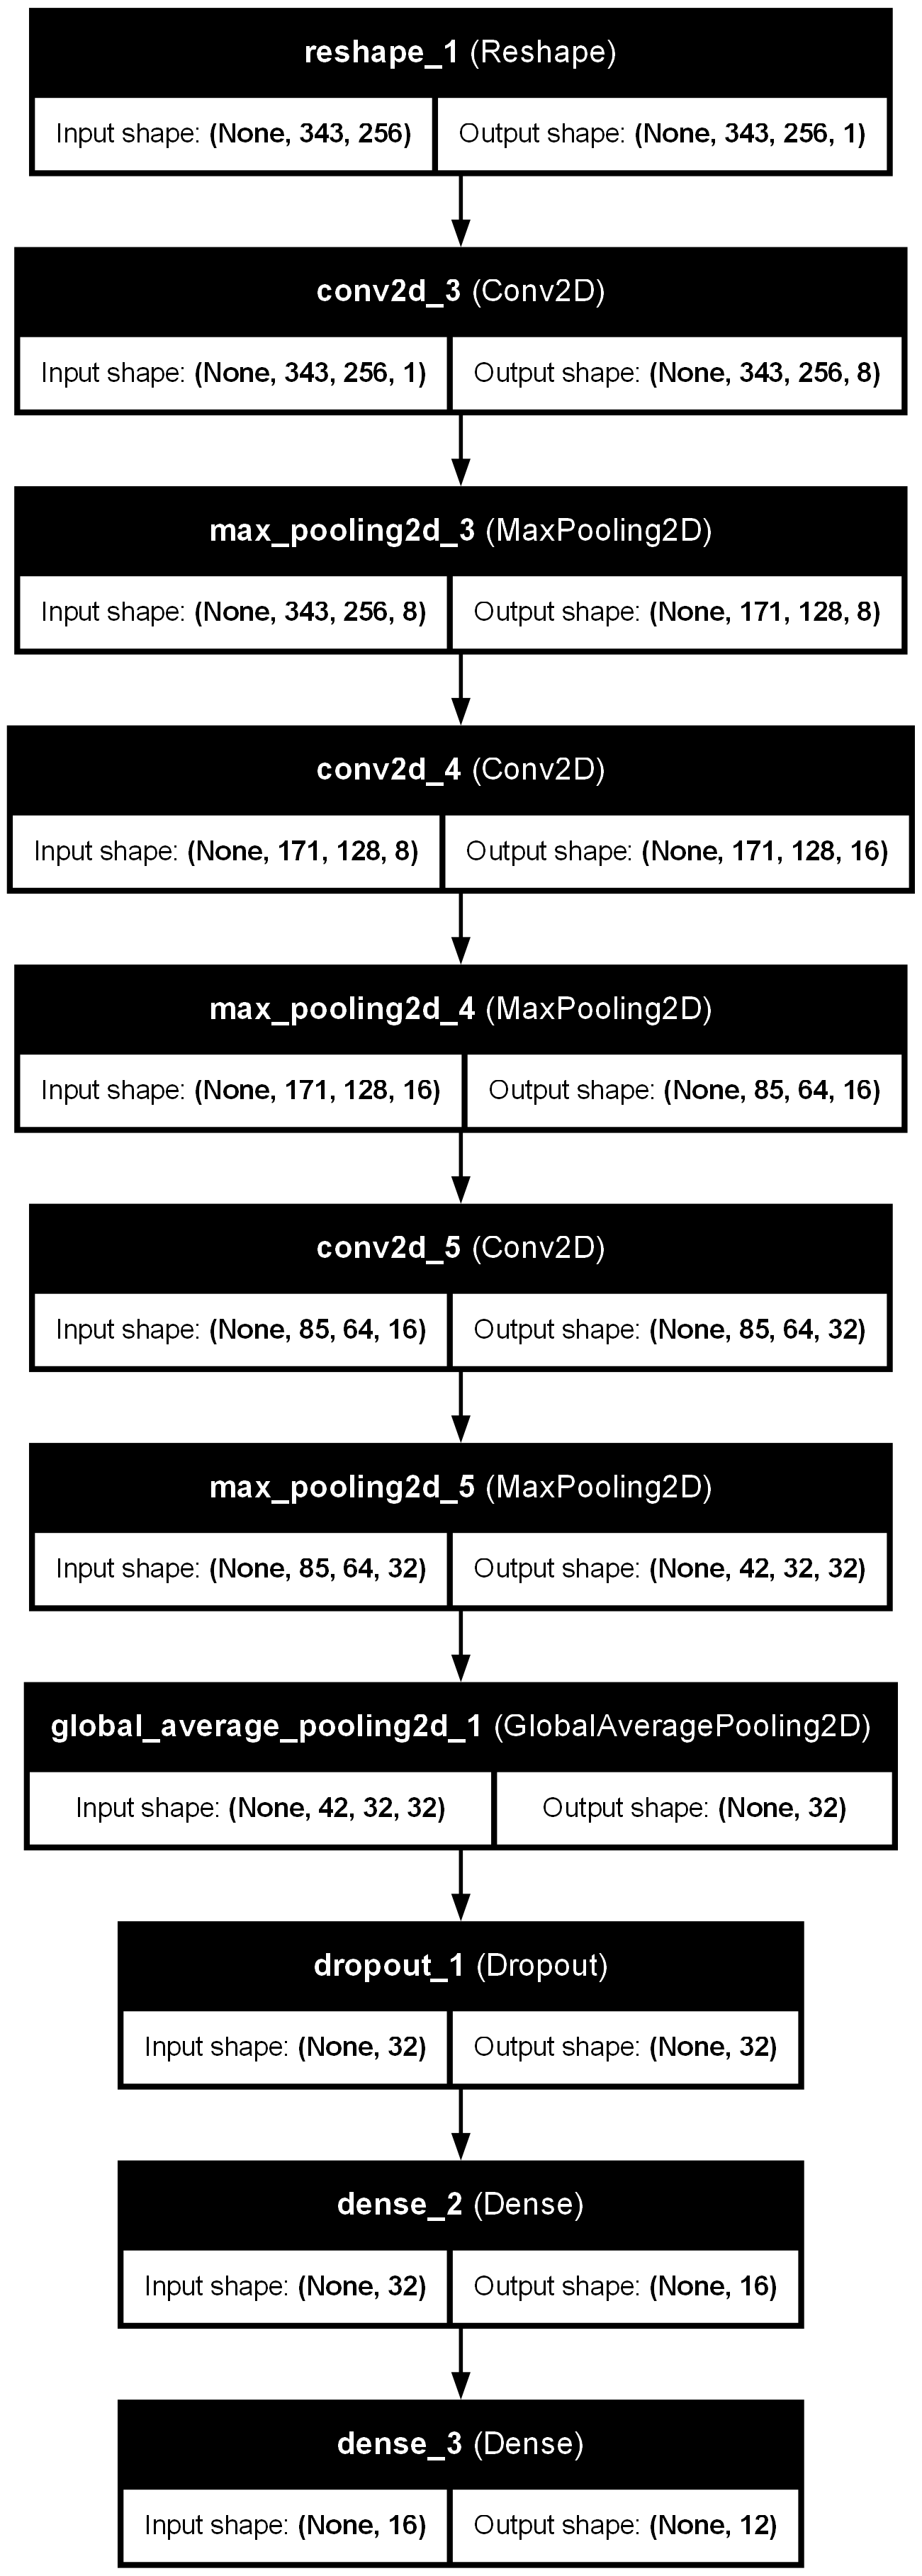 reshape_1 (Reshape)
Input shape: (None, 343, 256) Output shape: (None, 343, 256, 1)
conv2d_3 (Conv2D)
Input shape: (None, 343, 256, 1) Output shape: (None, 343, 256, 8)
max_pooling2d_3 (MaxPooling2D)
Input shape: (None, 343, 256, 8) Output shape: (None, 171, 128, 8)
conv2d_4 (Conv2D)
Input shape: (None, 171, 128, 8) Output shape: (None, 171, 128, 16)
max_pooling2d_4 (MaxPooling2D)
Input shape: (None, 171, 128, 16) Output shape: (None, 85, 64, 16)
conv2d_5 (Conv2D)
Input shape: (None, 85, 64, 16) Output shape: (None, 85, 64, 32)
max_pooling2d_5 (MaxPooling2D)
Input shape: (None, 85, 64, 32) Output shape: (None, 42, 32, 32)
global_average_pooling2d_1 (GlobalAveragePooling2D)
Input shape: (None, 42, 32, 32) Output shape: (None, 32)
dropout_1 (Dropout)
Input shape: (None, 32) Output shape: (None, 32)
dense_2 (Dense)
Input shape: (None, 32) Output shape: (None, 16)
dense_3 (Dense)
Input shape: (None, 16) Output shape: (None, 12)